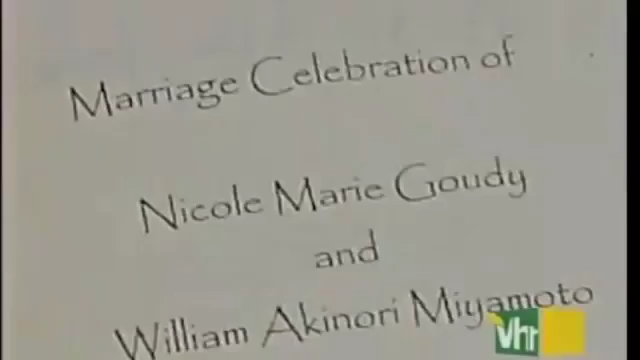 Marriage Celebration of
Nicole Marie Goudy
and
William Akinori Miyamoto
vh1